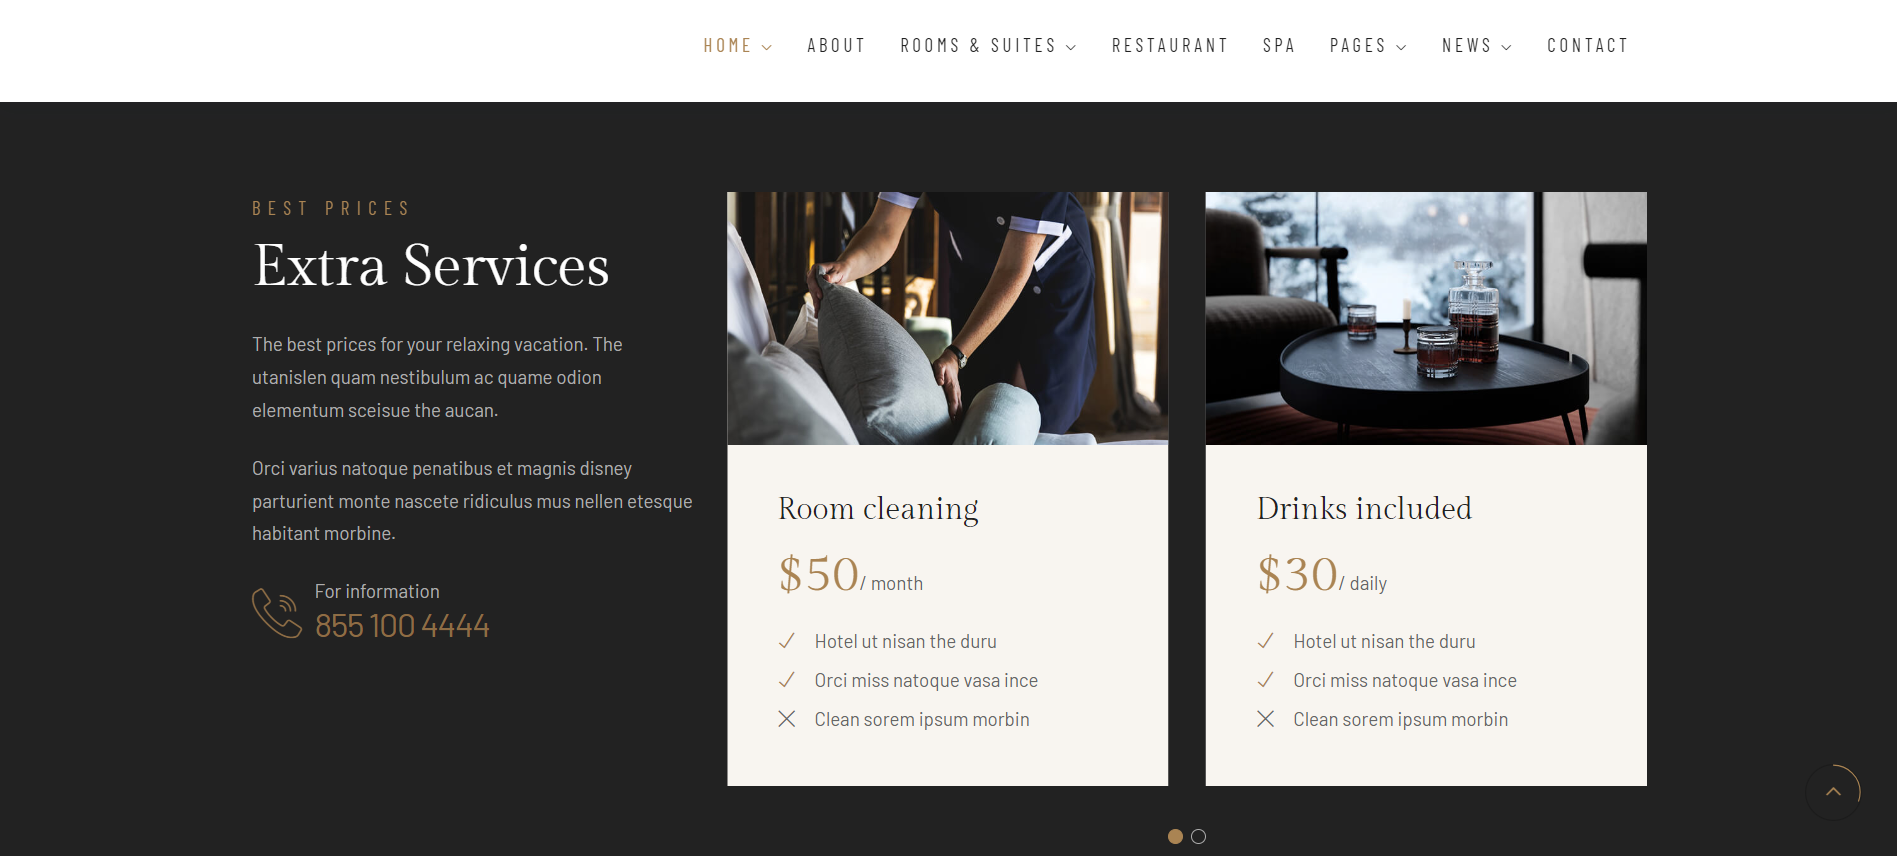 HOME ABOUT ROOMS & SUITES RESTAURANT SPA PAGES NEWS CONTACT
BEST PRICES
Extra Services
The best prices for your relaxing vacation. The
utanislen quam nestibulum ac quame odion
elementum sceisue the aucan.
Orci varius natoque penatibus et magnis disney
parturient monte nascete ridiculus mus nellen etesque
habitant morbine.
For information
855 100 4444
Room cleaning
$50/ month
Hotel ut nisan the duru
Orci miss natoque vasa ince
Clean sorem ipsum morbin
Drinks included
$30/ daily
Hotel ut nisan the duru
Orci miss natoque vasa ince
Clean sorem ipsum morbin